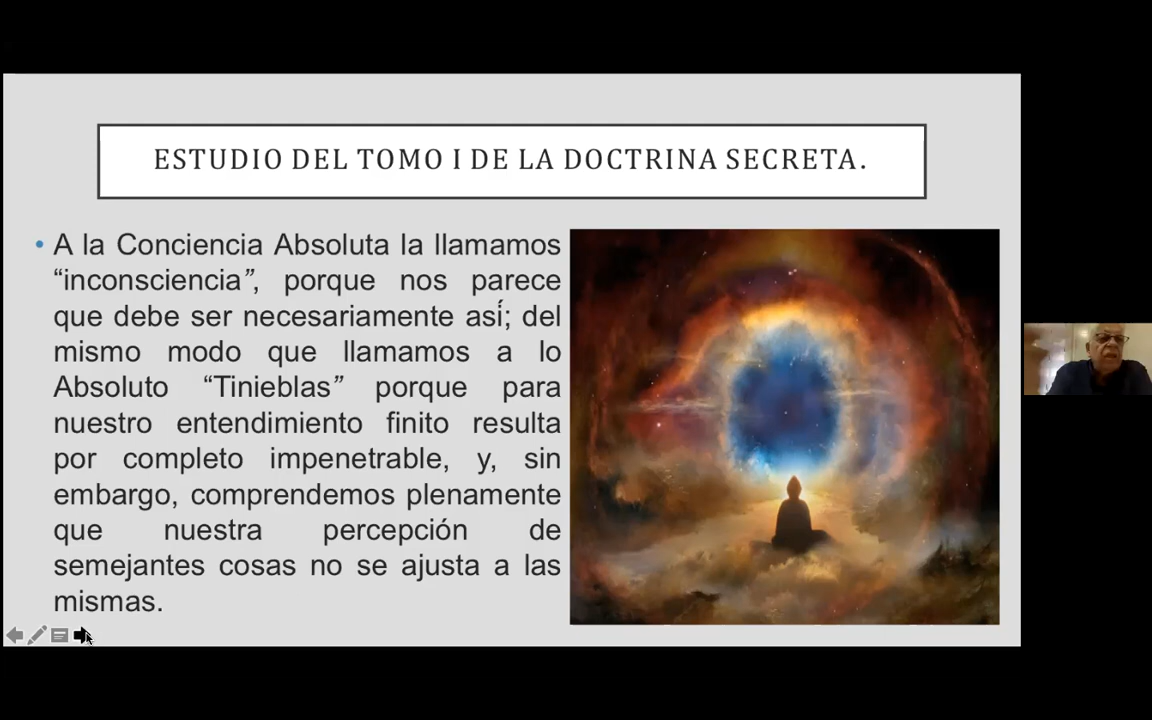 ESTUDIO DEL TOMO I DE LA DOCTRINA SECRETA.
• A la Conciencia Absoluta la llamamos
“inconsciencia”, porque nos parece
que debe ser necesariamente así́; del
mismo modo que llamamos a lo
Absoluto “Tinieblas” porque para
nuestro entendimiento finito resulta
por completo impenetrable, y, sin
embargo, comprendemos plenamente
que nuestra percepción de
semejantes cosas no se ajusta a las
mismas.